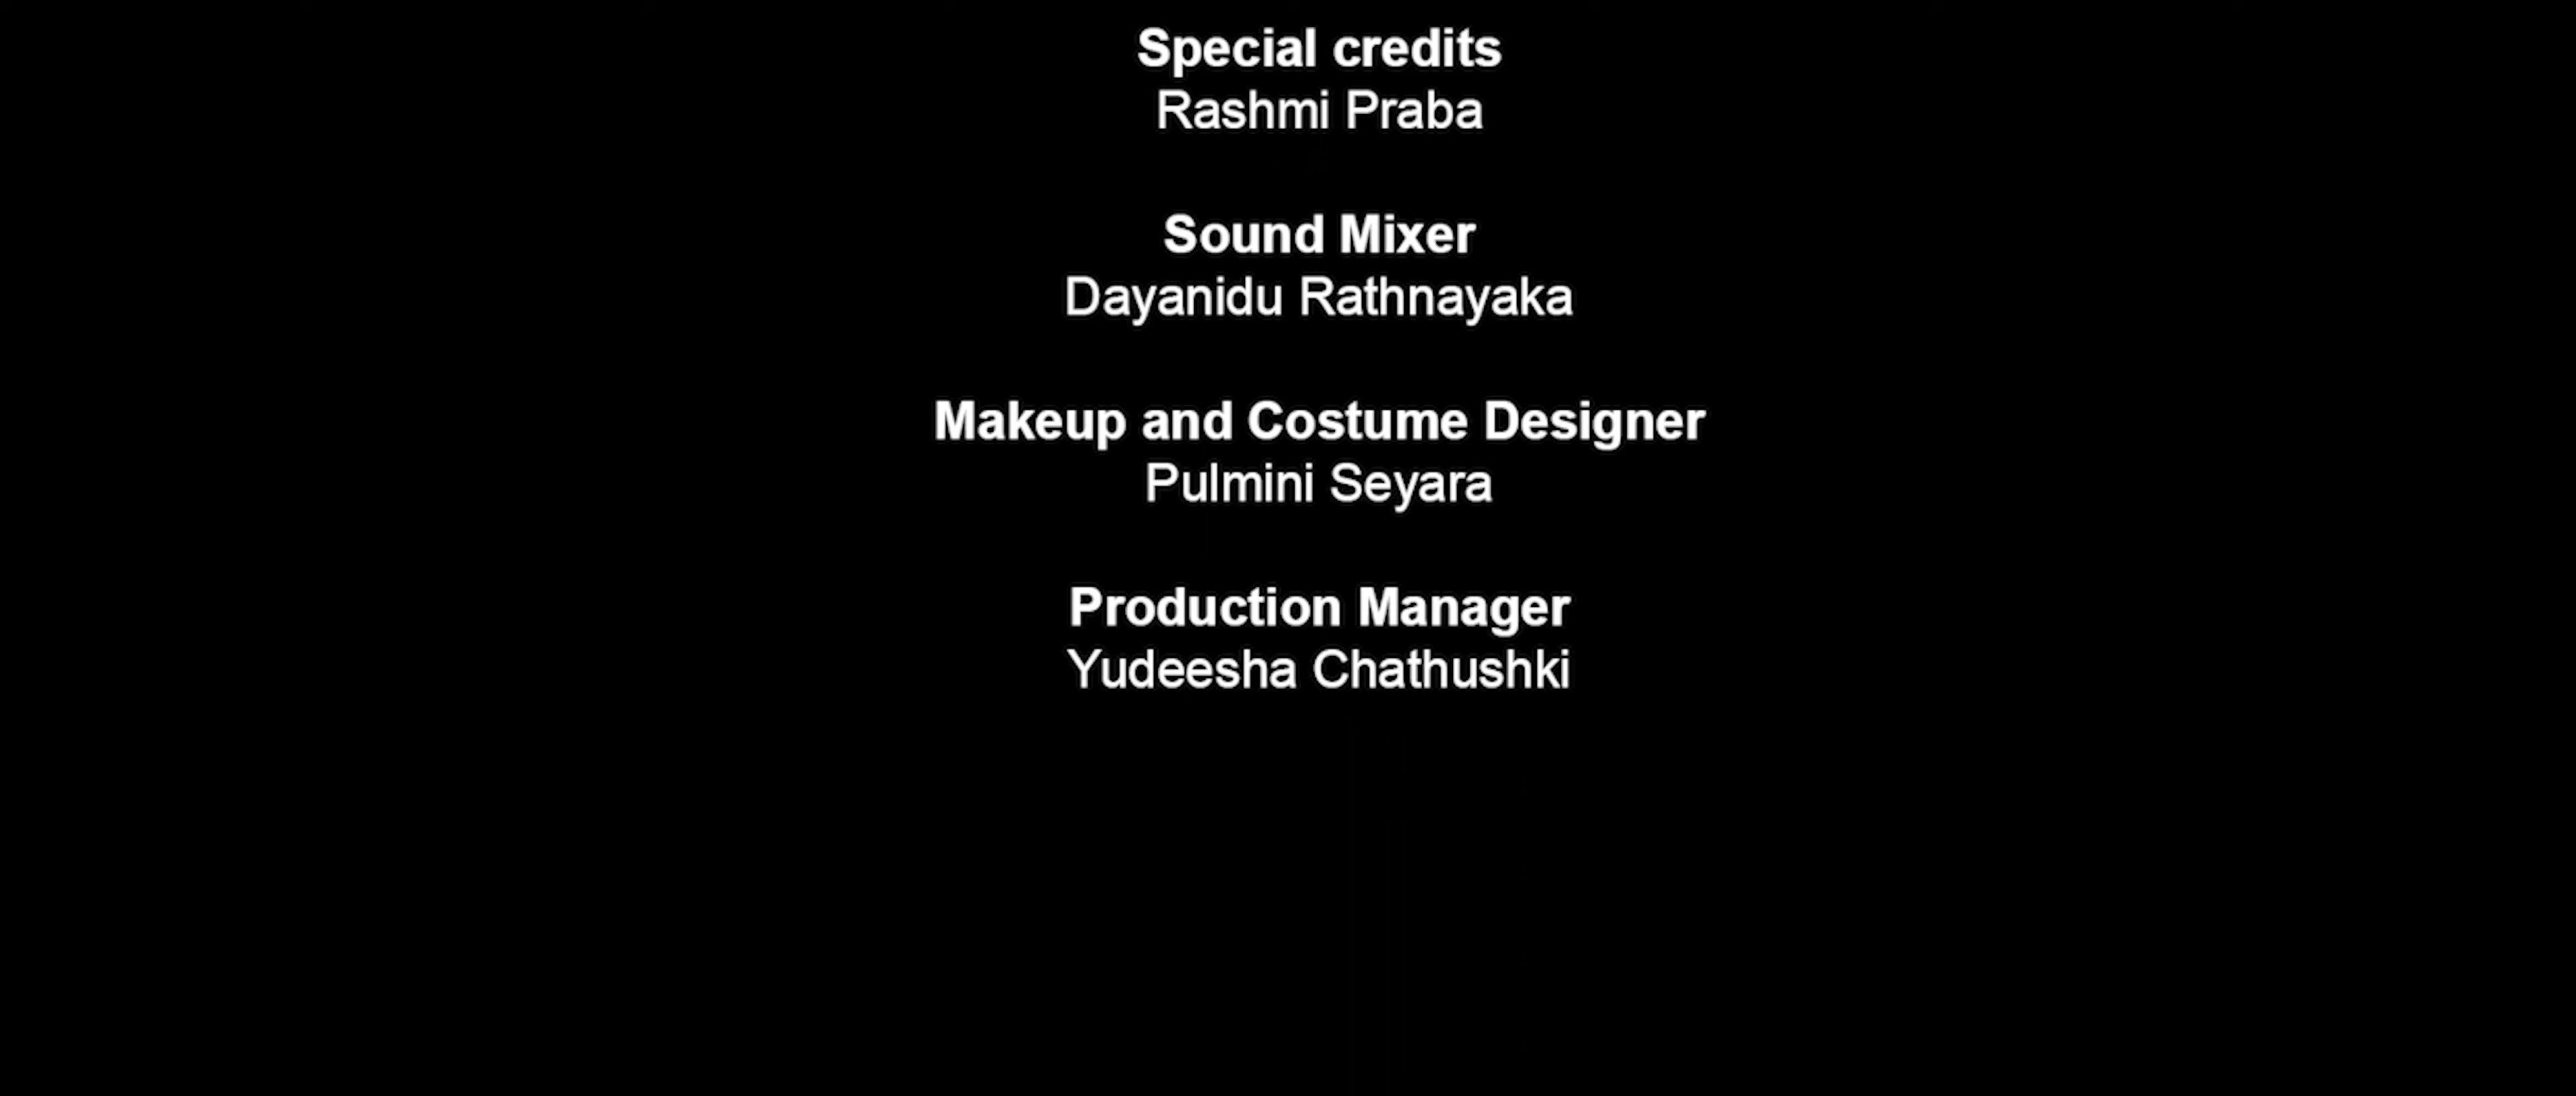 Special credits
Rashmi Praba
Sound Mixer
Dayanidu Rathnayaka
Makeup and Costume Designer
Pulmini Seyara
Production Manager
Yudeesha Chathushki